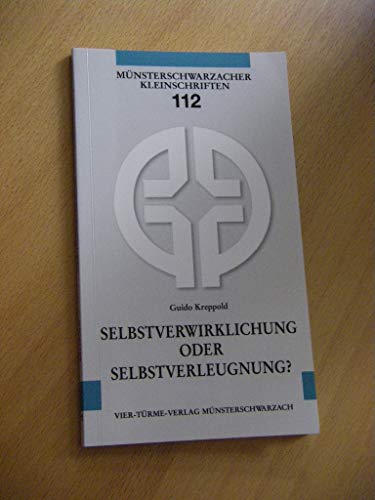 MÜNSTERSCHWARZACHER
KLEINSCHRIFTEN
112
Guido Kreppold
SELBSTVERWIRKLICHUNG
ODER
SELBSTVERLEUGNUNG?
VIER-TÜRME-VERLAG MÜNSTERSCHWARZACH